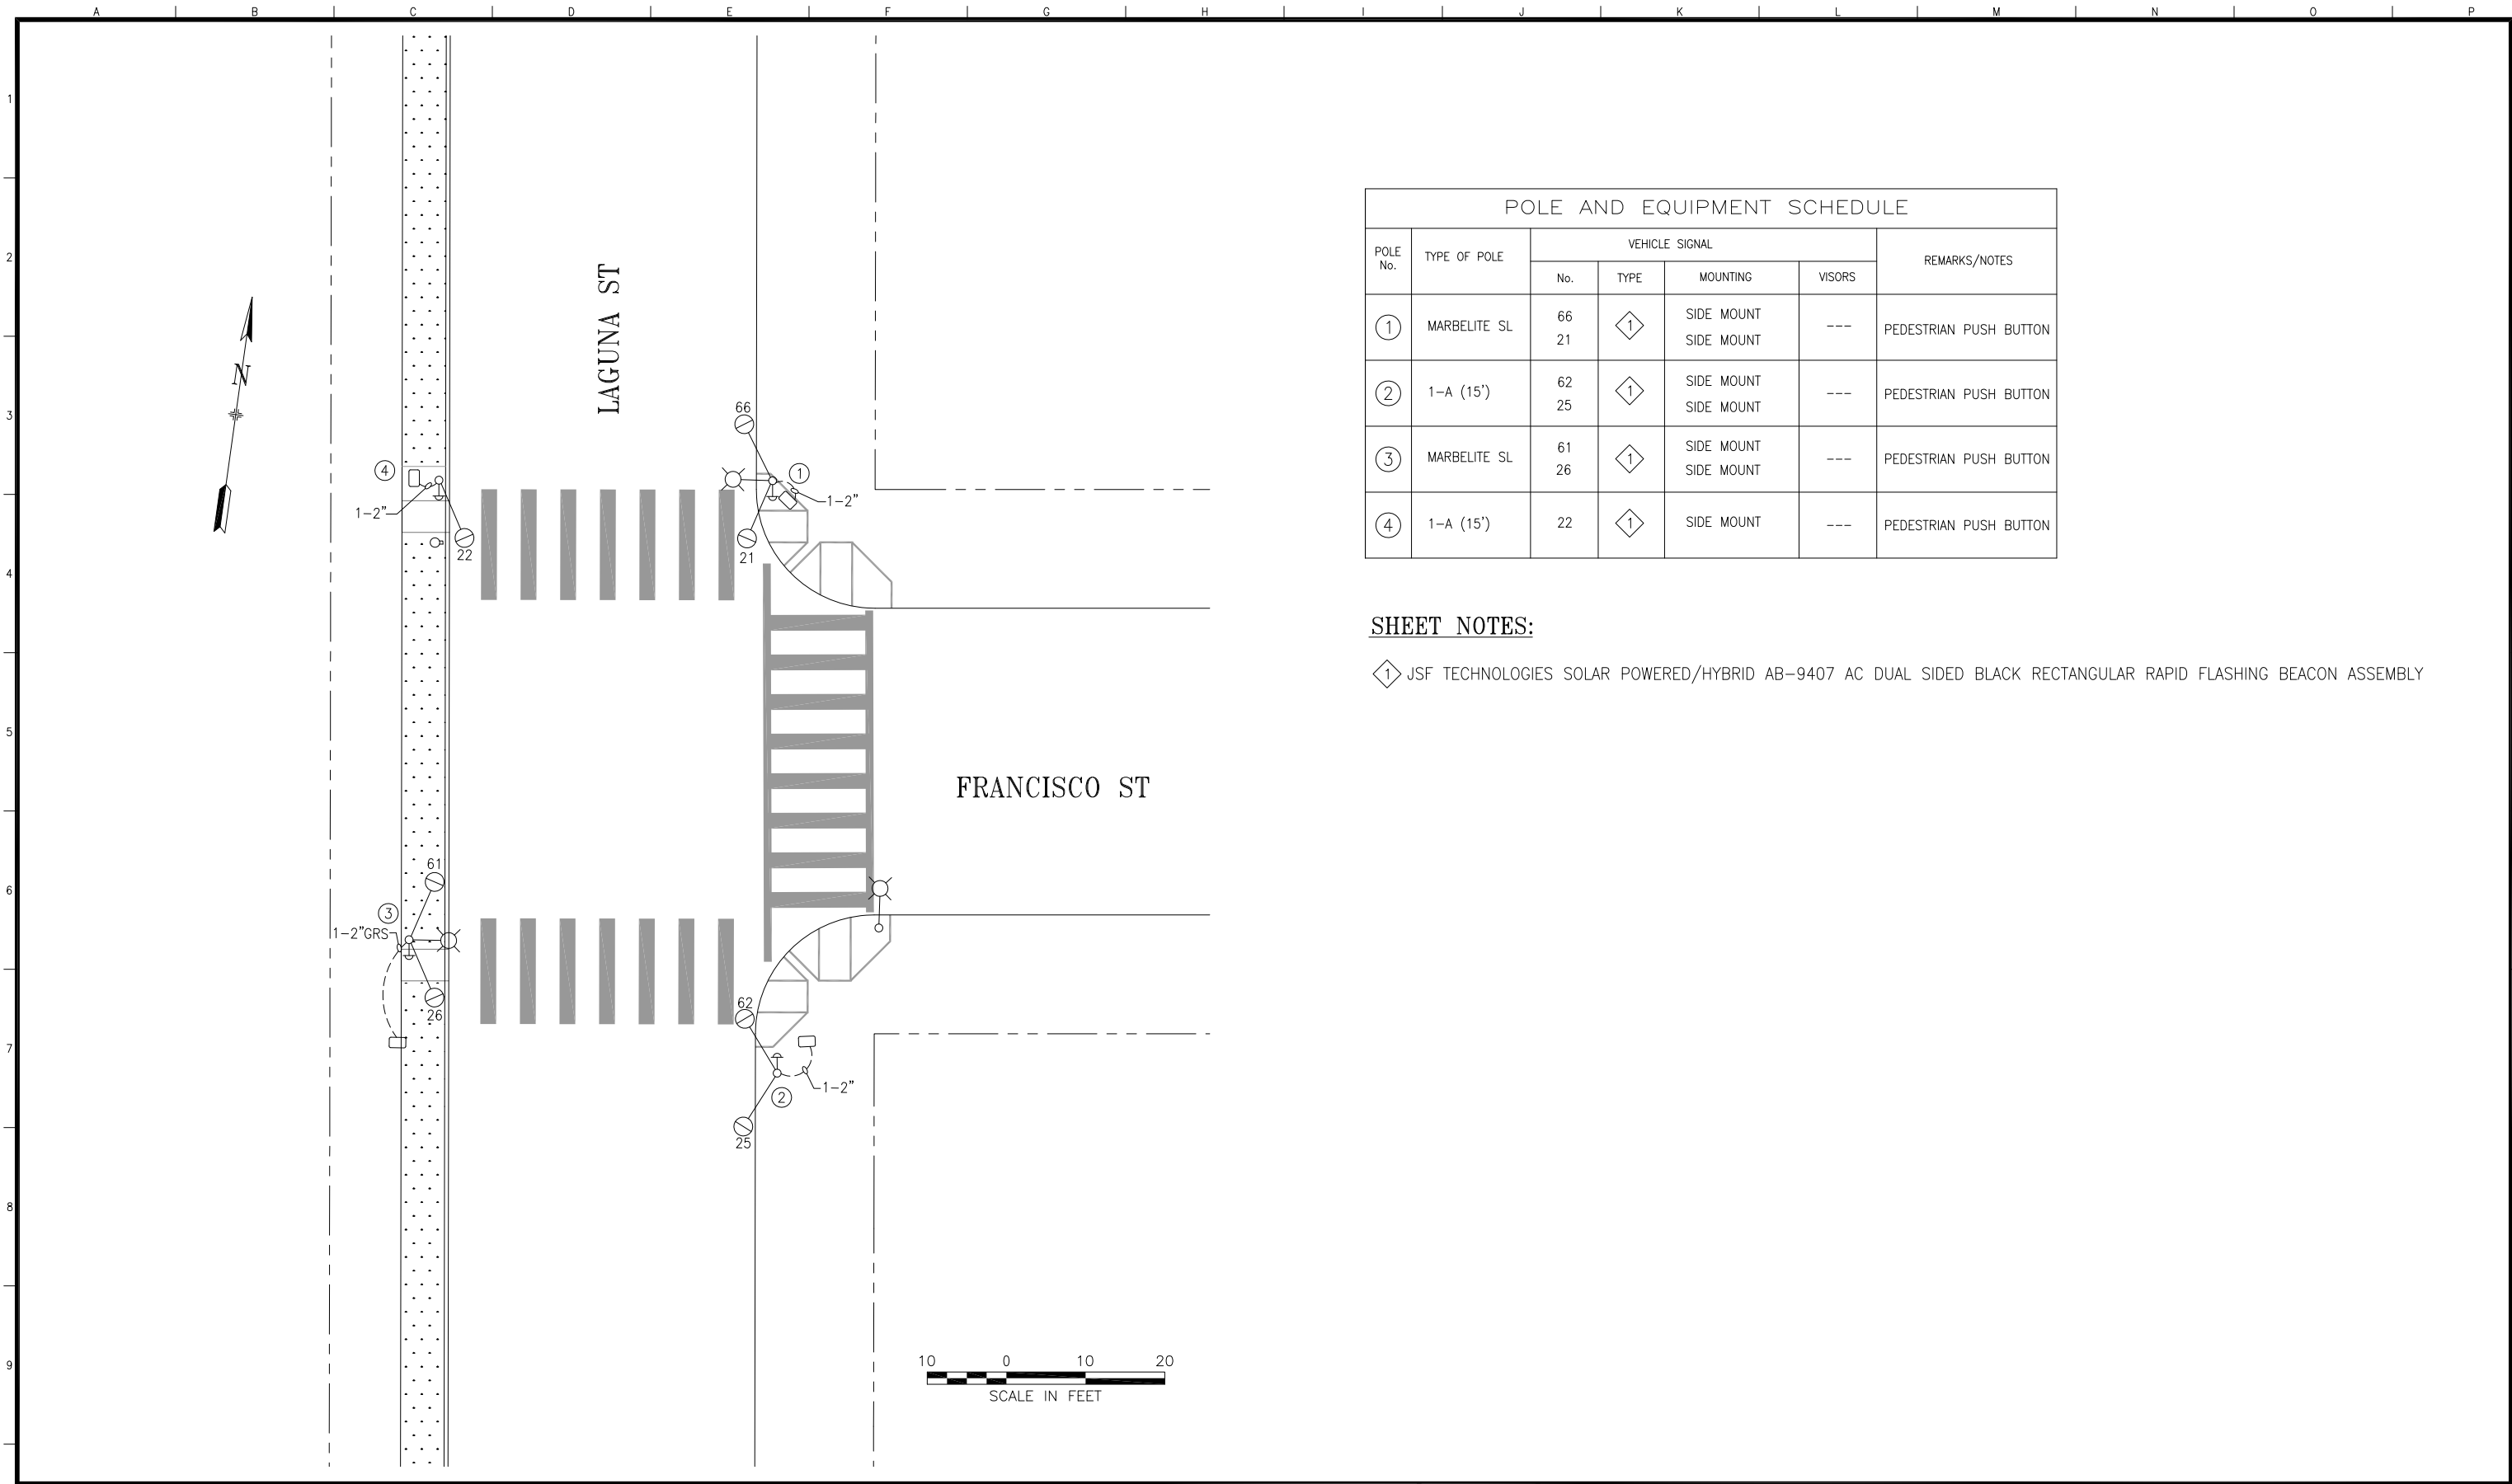 A B C D E F G H I J K L M N O P
1
2
3
4
5
6
7
8
9
N
LAGUNA ST
66
1
1-2"
21
4
1-2"
22
FRANCISCO ST
61
3
1-2"GRS
26
62
2
1-2"
25
10 0 10 20
SCALE IN FEET
POLE AND EQUIPMENT SCHEDULE
POLE No. TYPE OF POLE VEHICLE SIGNAL REMARKS/NOTES
No. TYPE MOUNTING VISORS
1 MARBELITE SL 66 1 SIDE MOUNT --- PEDESTRIAN PUSH BUTTON
21 SIDE MOUNT
2 1-A (15') 62 1 SIDE MOUNT --- PEDESTRIAN PUSH BUTTON
25 SIDE MOUNT
3 MARBELITE SL 61 1 SIDE MOUNT --- PEDESTRIAN PUSH BUTTON
26 SIDE MOUNT
4 1-A (15') 22 1 SIDE MOUNT --- PEDESTRIAN PUSH BUTTON
SHEET NOTES:
1 JSF TECHNOLOGIES SOLAR POWERED/HYBRID AB-9407 AC DUAL SIDED BLACK RECTANGULAR RAPID FLASHING BEACON ASSEMBLY